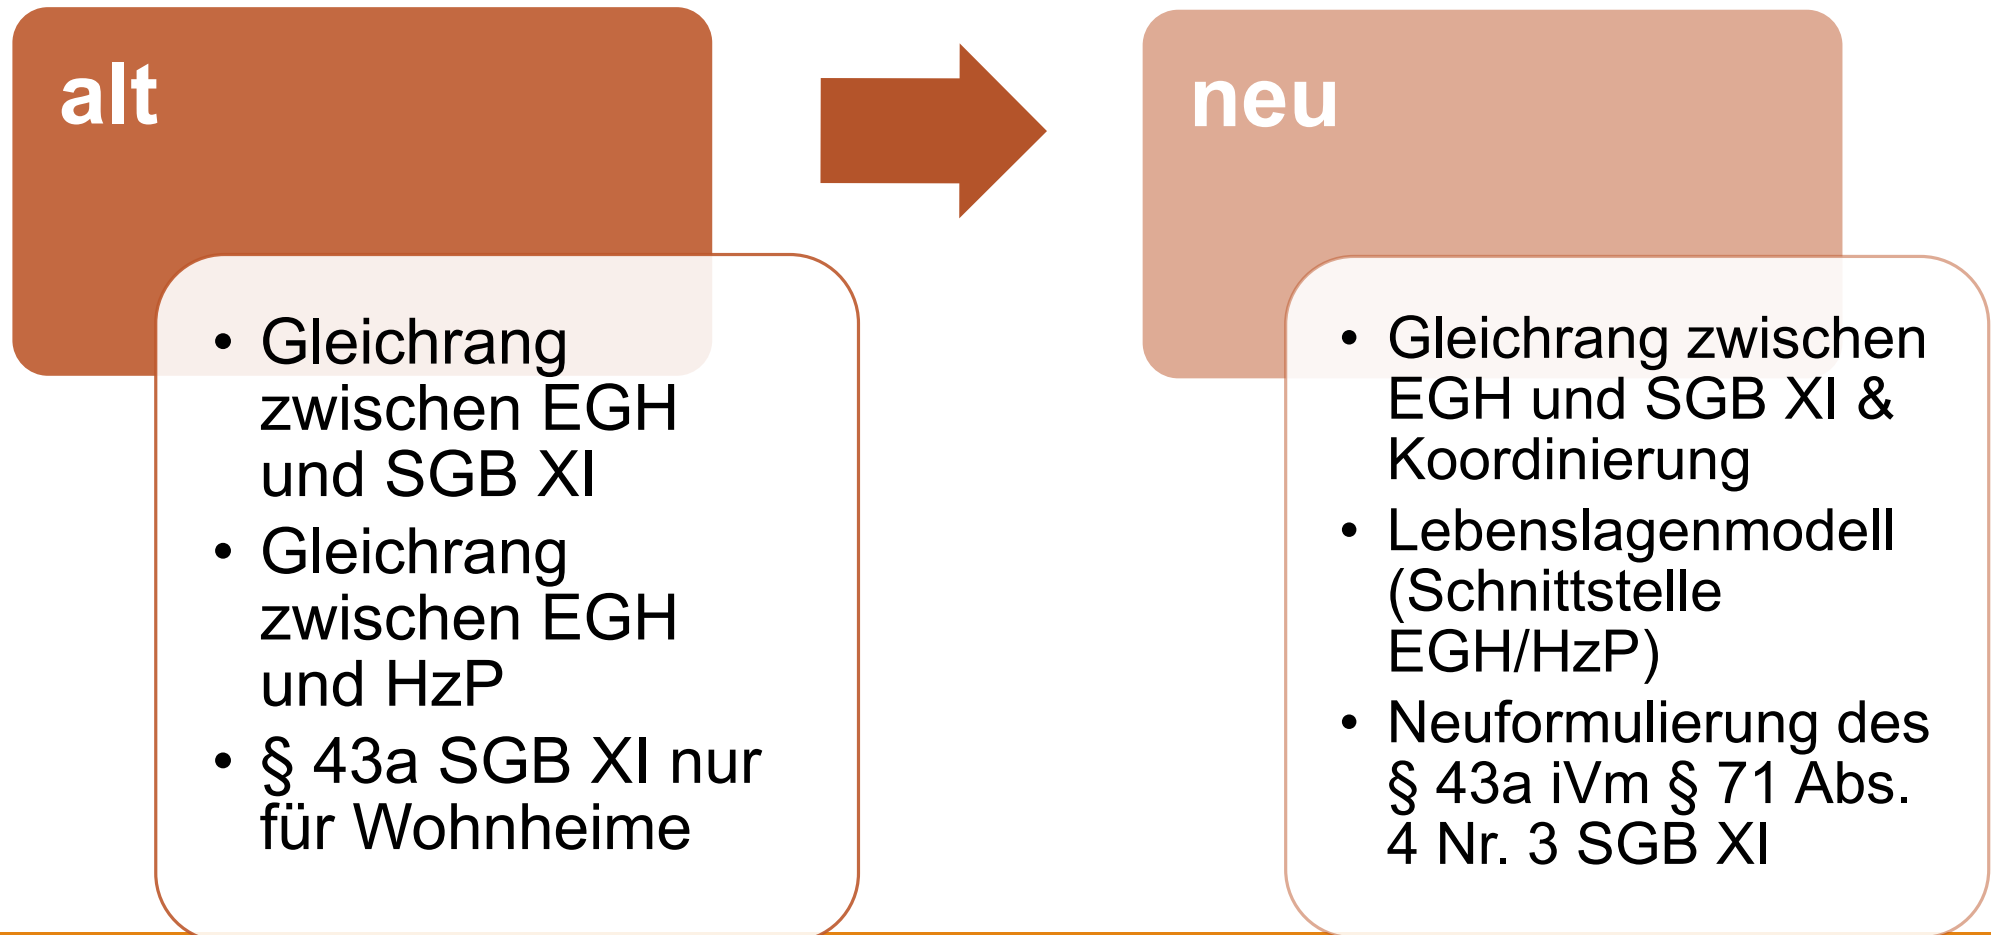 alt
• Gleichrang
zwischen EGH
und SGB XI
• Gleichrang
zwischen EGH
und HzP
• § 43a SGB XI nur
für Wohnheime
neu
• Gleichrang zwischen
EGH und SGB XI &
Koordinierung
• Lebenslagenmodell
(Schnittstelle
EGH/HzP)
• Neuformulierung des
§ 43a iVm § 71 Abs.
4 Nr. 3 SGB XI